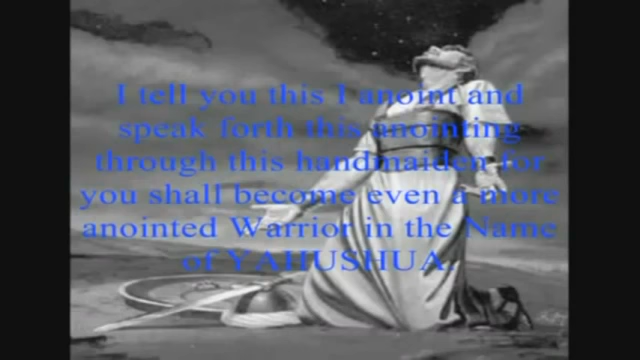 I tell you this I anoint and
speak forth this anointing
through this handmaiden for
you shall become even a more
anointed Warrior in the Name
of YAHUSHUA.